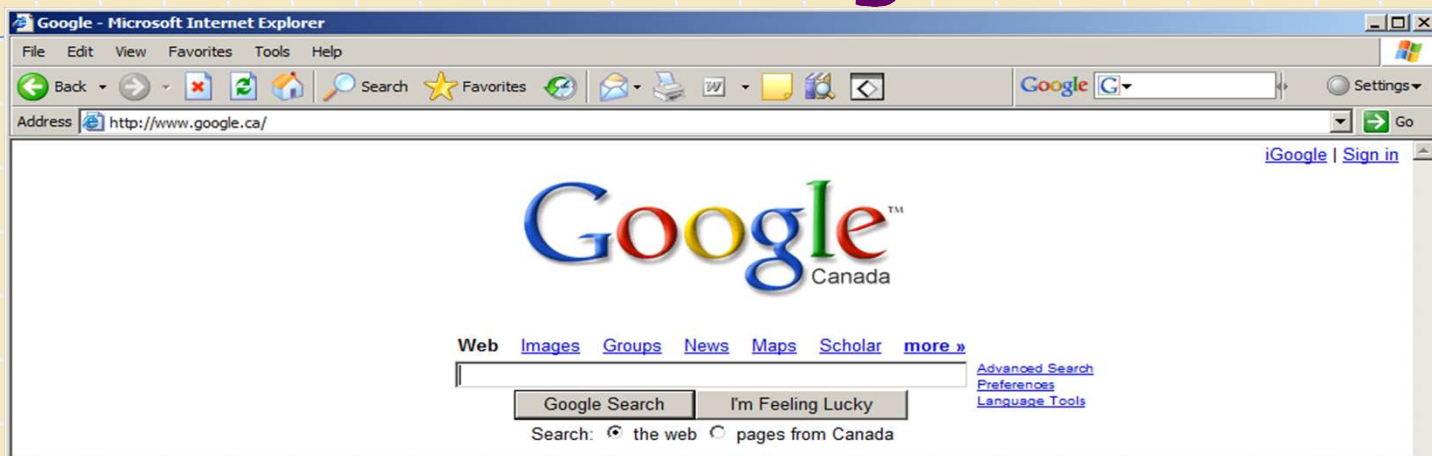 Google - Microsoft Internet Explorer
File Edit View Favorites Tools Help
Back Search Favorites W Google G Settings
Address http://www.google.ca/ Go
iGoogle | Sign in
Google™
Canada
Web Images Groups News Maps Scholar more »
Advanced Search
Preferences
Language Tools
Google Search I'm Feeling Lucky
Search: the web pages from Canada